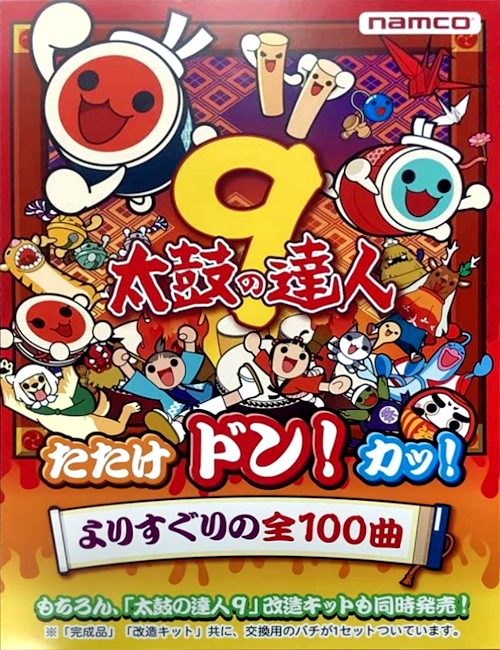 namco
9
太鼓の達人
たたけ ドン! カッ!
よりすぐりの全100曲
もちろん、「太鼓の達人9」改造キットも同時発売!
※「完成品」「改造キット」共に、交換用のバチが1セットついています。